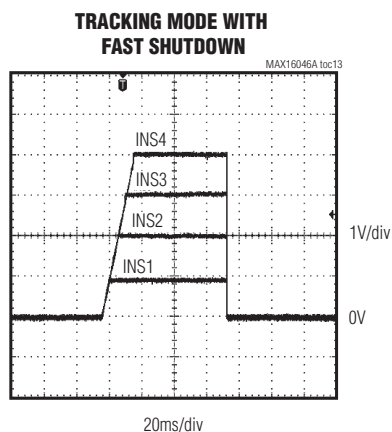 TRACKING MODE WITH
FAST SHUTDOWN
MAX16046A toc13
T
INS4
INS3
INS2
1V/div
INS1
0V
20ms/div